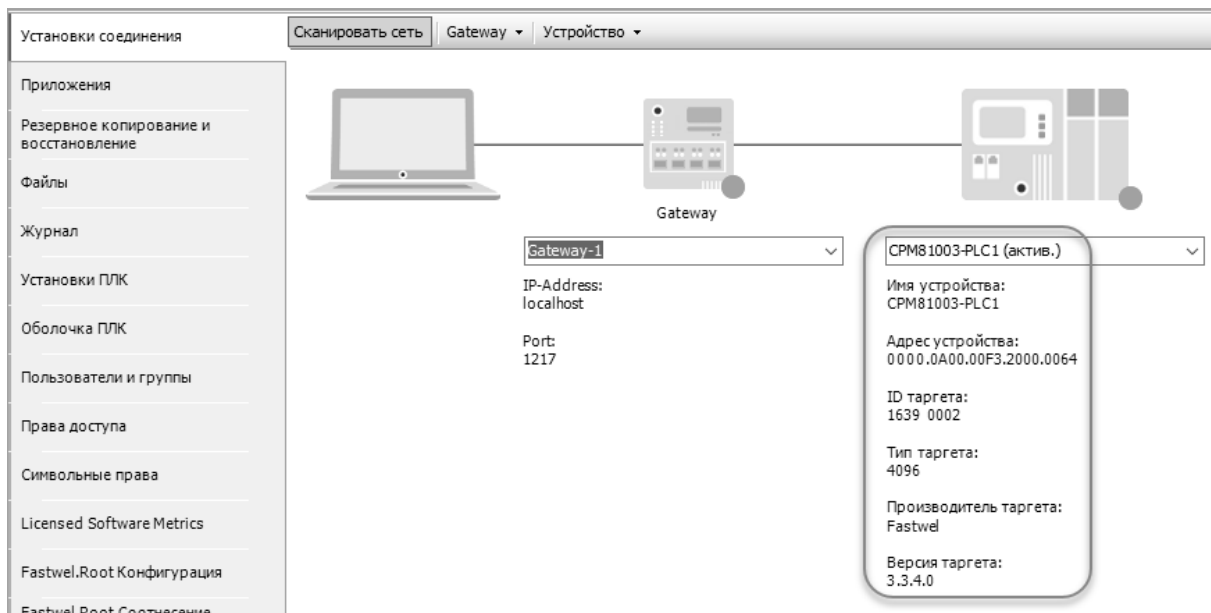 Установки соединения
Приложения
Резервное копирование и
восстановление
Файлы
Журнал
Установки ПЛК
Оболочка ПЛК
Пользователи и группы
Права доступа
Символьные права
Licensed Software Metrics
Fastwel.Root Конфигурация
Fastwel.Root Соотнесение
Сканировать сеть Gateway Устройство
Gateway
Gateway-1
IP-Address:
localhost
Port:
1217
CPM81003-PLC1 (актив.)
Имя устройства:
CPM81003-PLC1
Адрес устройства:
0000.0A00.00F3.2000.0064
ID таргета:
1639 0002
Тип таргета:
4096
Производитель таргета:
Fastwel
Версия таргета:
3.3.4.0